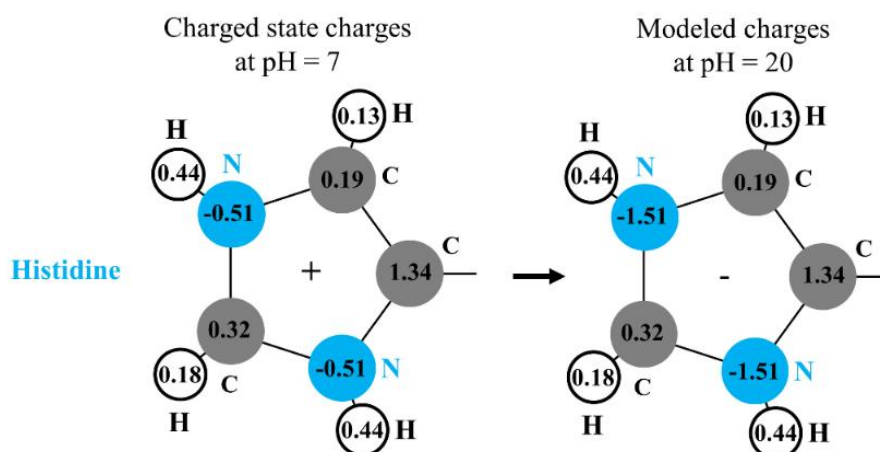 Charged state charges
at pH = 7
Modeled charges
at pH = 20
Histidine
H
0.44
N
-0.51
0.13
H
0.19
C
C
1.34
+
0.32
C
0.18
H
-0.51
N
0.44
H
H
0.44
N
-1.51
0.13
H
0.19
C
C
1.34
-
0.32
C
0.18
H
-1.51
N
0.44
H